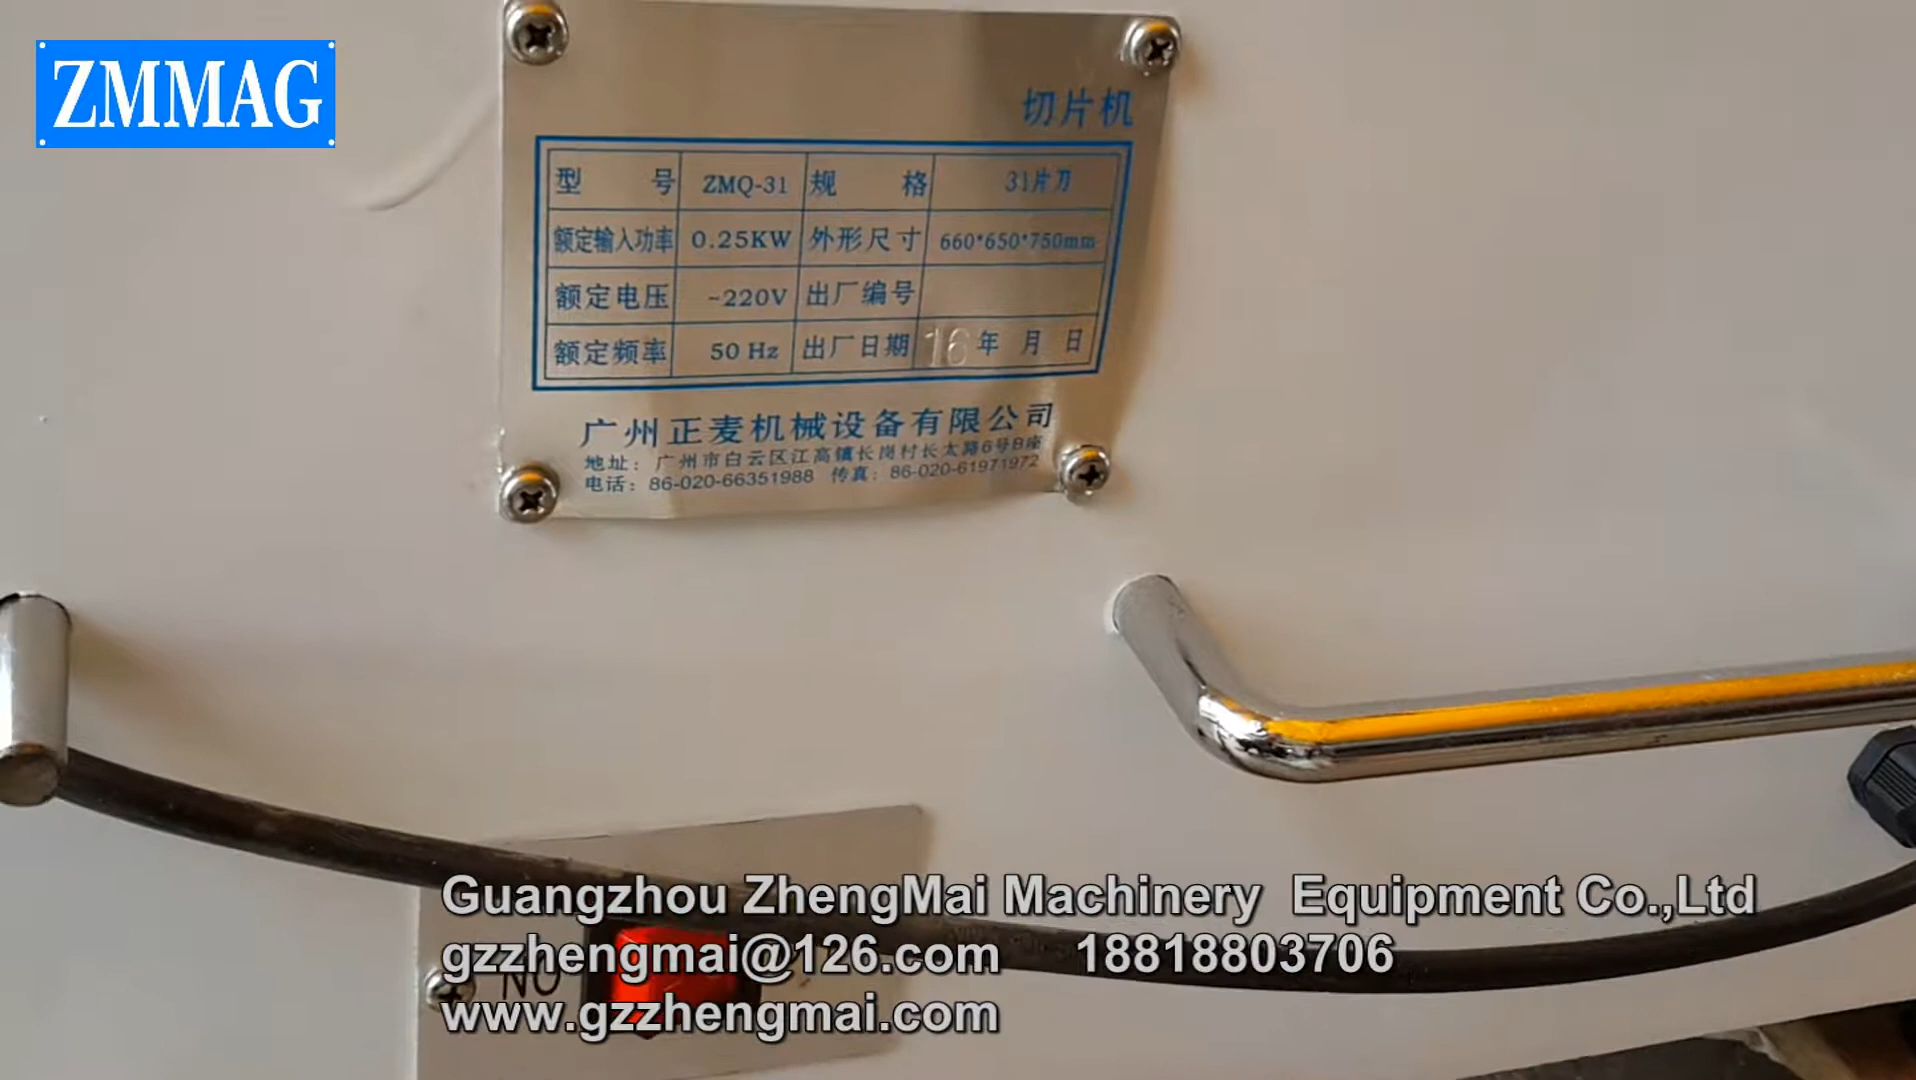 ZMMAG
切片机
型 号 ZMQ-31 规 格 31片刀
额定输入功率 0.25KW 外形尺寸 660*650*750mm
额定电压 ~220V 出厂编号
额定频率 50 Hz 出厂日期 16 年 月 日
广州正麦机械设备有限公司
地址：广州市白云区江高镇长岗村长太路6号B座
电话：86-020-66351988 传真：86-020-61971972
Guangzhou ZhengMai Machinery Equipment Co.,Ltd
gzzhengmai@126.com 18818803706
NO
www.gzzhengmai.com